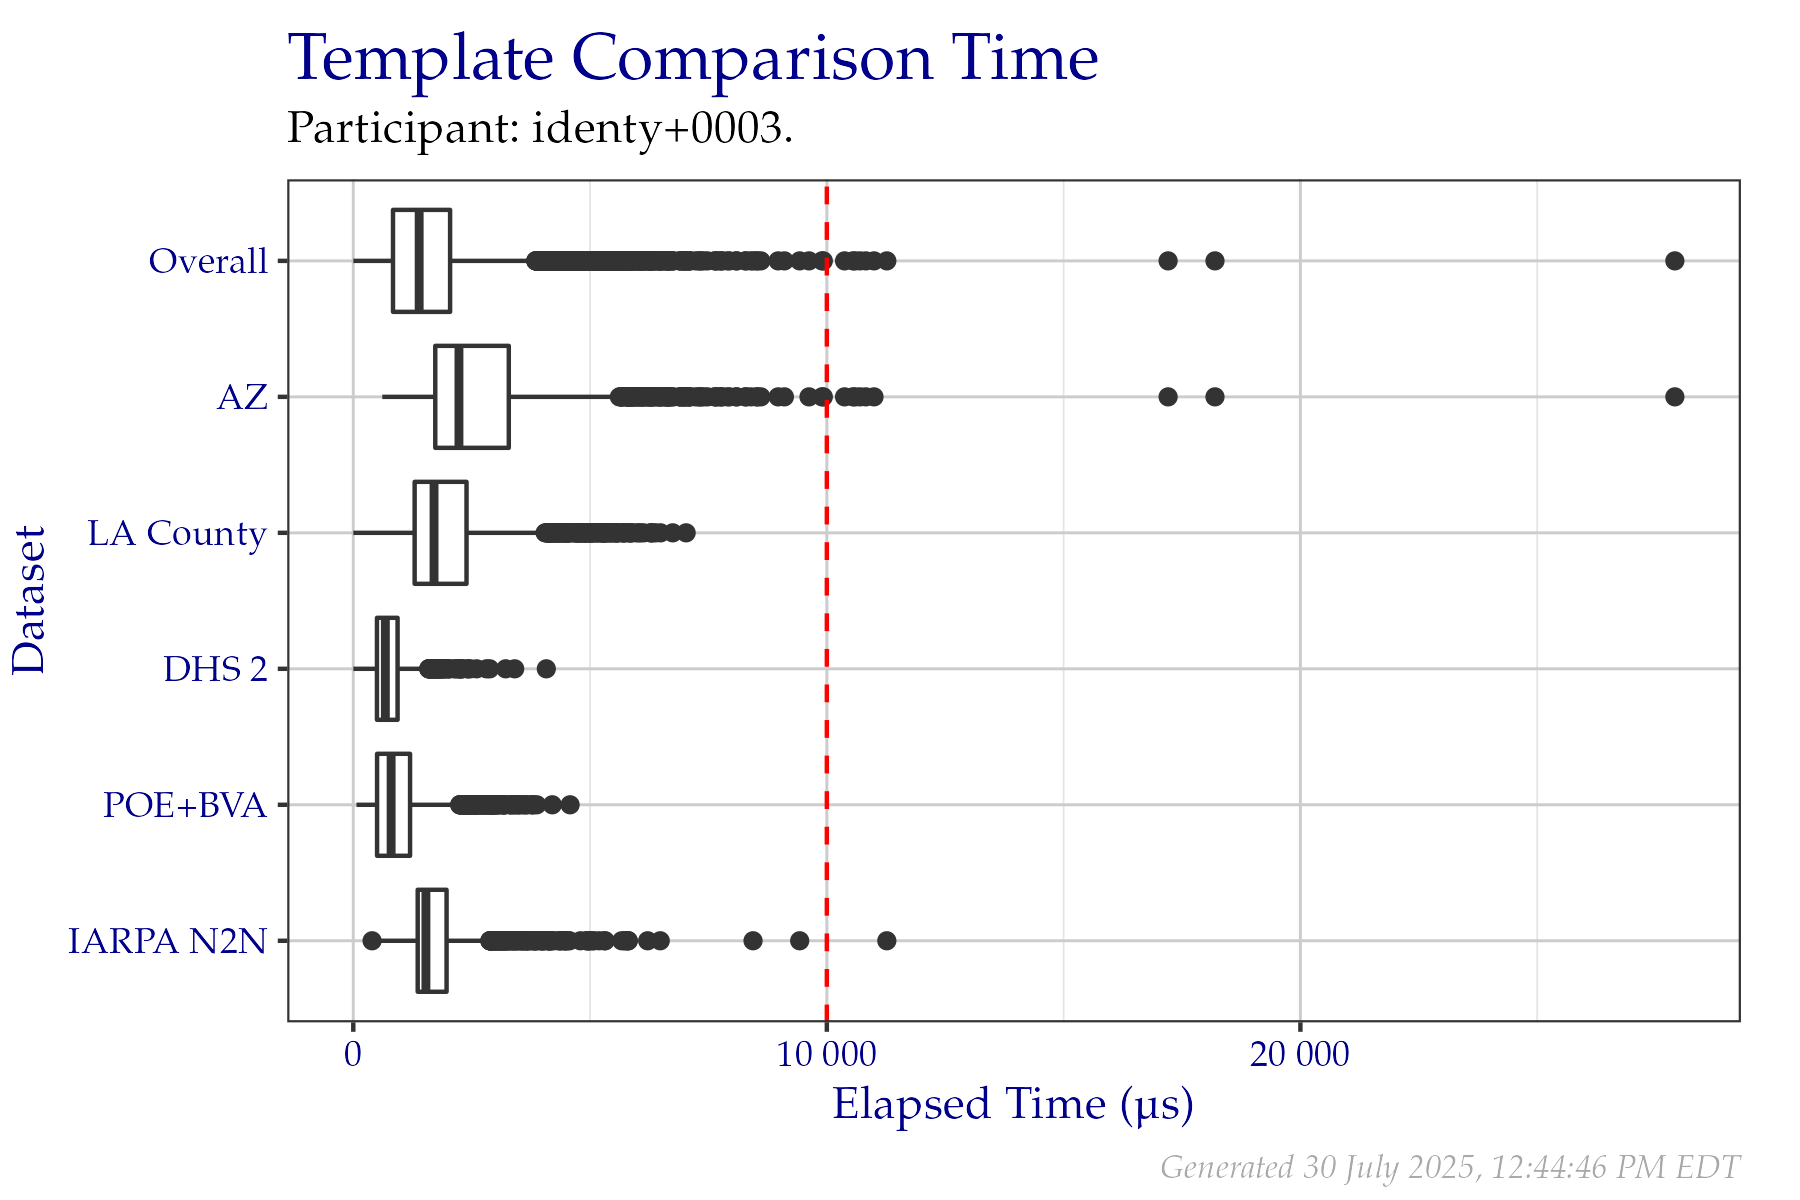 Template Comparison Time
Participant: identy+0003.
Dataset
Overall
AZ
LA County
DHS 2
POE+BVA
IARPA N2N
0
10 000
20 000
Elapsed Time (µs)
Generated 30 July 2025, 12:44:46 PM EDT